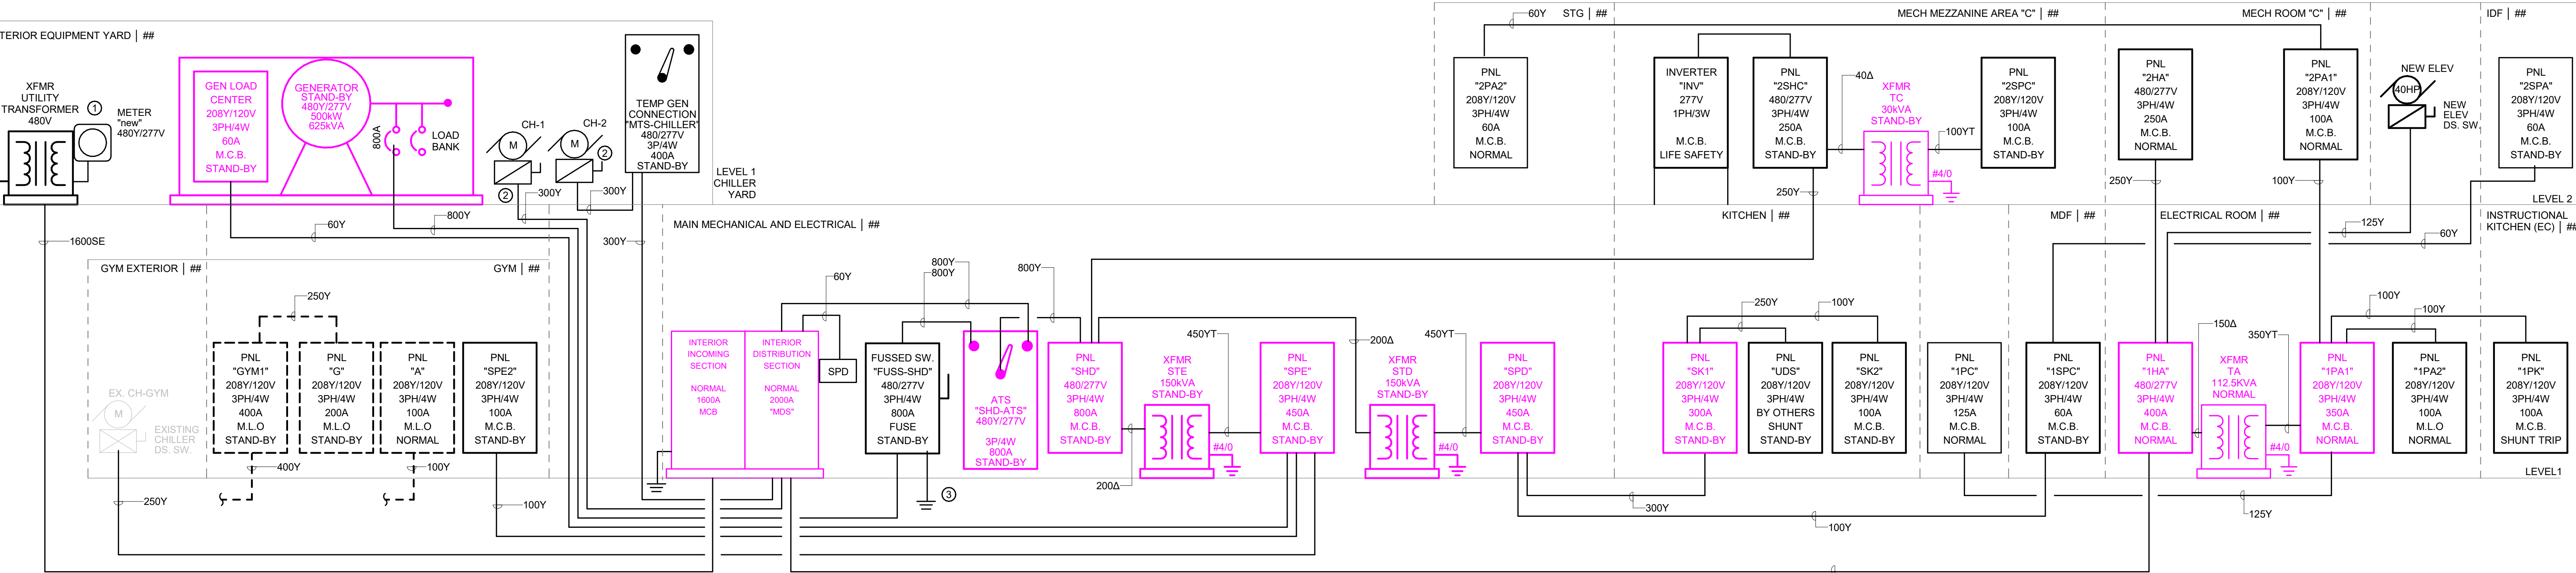 TERIOR EQUIPMENT YARD | ##
XFMR
UTILITY
TRANSFORMER
480V
1
METER
"new"
480Y/277V
GEN LOAD
CENTER
208Y/120V
3PH/4W
60A
M.C.B.
STAND-BY
GENERATOR
STAND-BY
480Y/277V
500kW
625kVA
800A
LOAD
BANK
CH-1
M
2
CH-2
M
2
300Y
300Y
TEMP GEN
CONNECTION
"MTS-CHILLER"
480/277V
3P/4W
400A
STAND-BY
LEVEL 1
CHILLER
YARD
60Y
STG | ##
PNL
"2PA2"
208Y/120V
3PH/4W
60A
M.C.B.
NORMAL
MECH MEZZANINE AREA "C" | ##
INVERTER
"INV"
277V
1PH/3W
M.C.B.
LIFE SAFETY
PNL
"2SHC"
480/277V
3PH/4W
250A
M.C.B.
STAND-BY
40Δ
XFMR
TC
30kVA
STAND-BY
100YT
#4/0
PNL
"2SPC"
208Y/120V
3PH/4W
100A
M.C.B.
STAND-BY
250Y
MECH ROOM "C" | ##
PNL
"2HA"
480/277V
3PH/4W
250A
M.C.B.
NORMAL
250Y
PNL
"2PA1"
208Y/120V
3PH/4W
100A
M.C.B.
NORMAL
100Y
NEW ELEV
40HP
NEW
ELEV
DS. SW.
IDF | ##
PNL
"2SPA"
208Y/120V
3PH/4W
60A
M.C.B.
STAND-BY
LEVEL 2
1600SE
60Y
800Y
300Y
MAIN MECHANICAL AND ELECTRICAL | ##
KITCHEN | ##
MDF | ##
ELECTRICAL ROOM | ##
125Y
60Y
INSTRUCTIONAL
KITCHEN (EC) | ##
GYM EXTERIOR | ##
GYM | ##
EX. CH-GYM
M
EXISTING
CHILLER
DS. SW.
250Y
250Y
PNL
"GYM1"
208Y/120V
3PH/4W
400A
M.L.O
STAND-BY
400Y
PNL
"G"
208Y/120V
3PH/4W
200A
M.L.O
STAND-BY
PNL
"A"
208Y/120V
3PH/4W
100A
M.L.O
NORMAL
100Y
PNL
"SPE2"
208Y/120V
3PH/4W
100A
M.C.B.
STAND-BY
100Y
INTERIOR
INCOMING
SECTION
NORMAL
1600A
MCB
INTERIOR
DISTRIBUTION
SECTION
NORMAL
2000A
"MDS"
60Y
SPD
800Y
800Y
800Y
FUSSED SW.
"FUSS-SHD"
480/277V
3PH/4W
800A
FUSE
STAND-BY
3
ATS
"SHD-ATS"
480Y/277V
3P/4W
800A
STAND-BY
PNL
"SHD"
480/277V
3PH/4W
800A
M.C.B.
STAND-BY
200Δ
XFMR
STE
150kVA
STAND-BY
450YT
#4/0
PNL
"SPE"
208Y/120V
3PH/4W
450A
M.C.B.
STAND-BY
200Δ
XFMR
STD
150kVA
STAND-BY
450YT
#4/0
PNL
"SPD"
208Y/120V
3PH/4W
450A
M.C.B.
STAND-BY
250Y
100Y
PNL
"SK1"
208Y/120V
3PH/4W
300A
M.C.B.
STAND-BY
PNL
"UDS"
208Y/120V
3PH/4W
BY OTHERS
SHUNT
STAND-BY
PNL
"SK2"
208Y/120V
3PH/4W
100A
M.C.B.
STAND-BY
300Y
100Y
PNL
"1PC"
208Y/120V
3PH/4W
125A
M.C.B.
NORMAL
PNL
"1SPC"
208Y/120V
3PH/4W
60A
M.C.B.
STAND-BY
PNL
"1HA"
480/277V
3PH/4W
400A
M.C.B.
NORMAL
150Δ
XFMR
TA
112.5KVA
NORMAL
350YT
#4/0
125Y
PNL
"1PA1"
208Y/120V
3PH/4W
350A
M.C.B.
NORMAL
100Y
100Y
PNL
"1PA2"
208Y/120V
3PH/4W
100A
M.L.O
NORMAL
PNL
"1PK"
208Y/120V
3PH/4W
100A
M.C.B.
SHUNT TRIP
LEVEL1